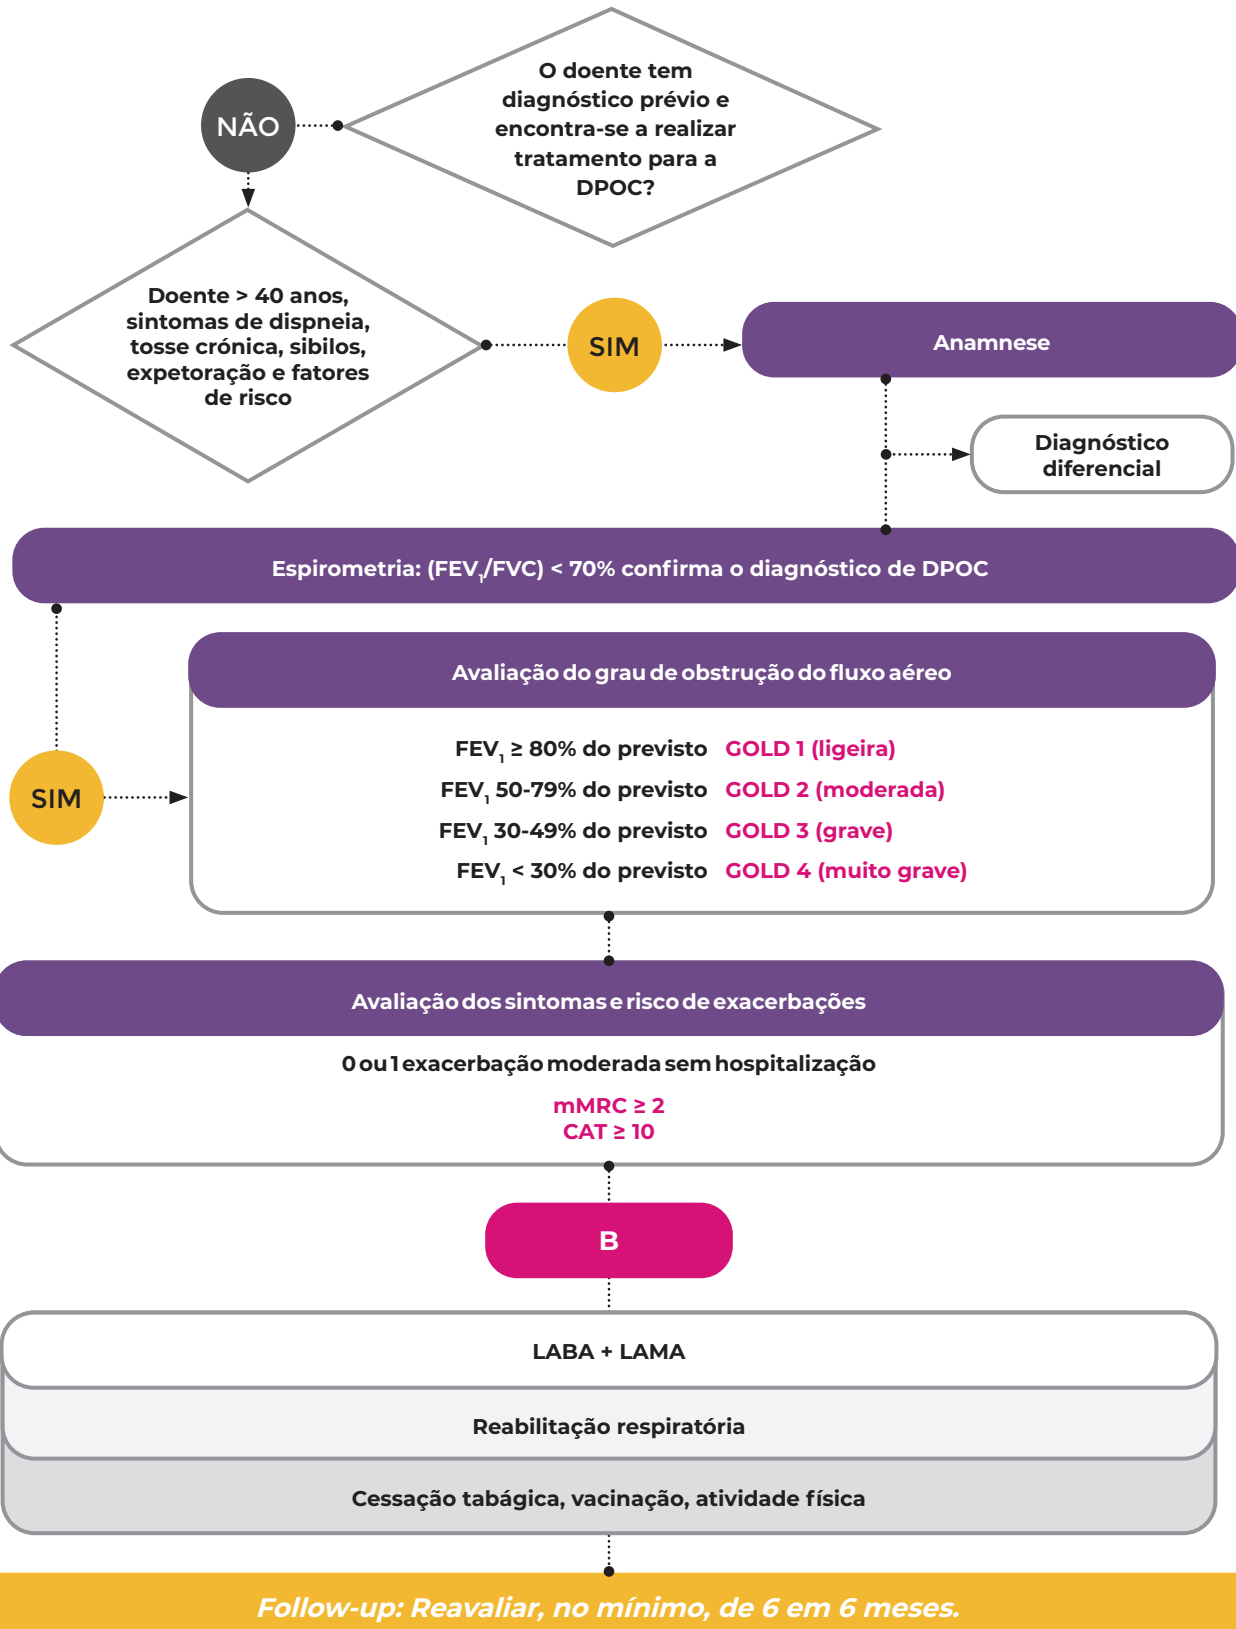 O doente tem
diagnóstico prévio e
encontra-se a realizar
tratamento para a
DPOC?
NÃO
Doente > 40 anos,
sintomas de dispneia,
tosse crónica, sibilos,
expetoração e fatores
de risco
SIM
Anamnese
Diagnóstico
diferencial
Espirometria: (FEV₁/FVC) < 70% confirma o diagnóstico de DPOC
SIM
Avaliação do grau de obstrução do fluxo aéreo
FEV₁ ≥ 80% do previsto GOLD 1 (ligeira)
FEV₁ 50-79% do previsto GOLD 2 (moderada)
FEV₁ 30-49% do previsto GOLD 3 (grave)
FEV₁ < 30% do previsto GOLD 4 (muito grave)
Avaliação dos sintomas e risco de exacerbações
0 ou 1 exacerbação moderada sem hospitalização
mMRC ≥ 2
CAT ≥ 10
B
LABA + LAMA
Reabilitação respiratória
Cessação tabágica, vacinação, atividade física
Follow-up: Reavaliar, no mínimo, de 6 em 6 meses.